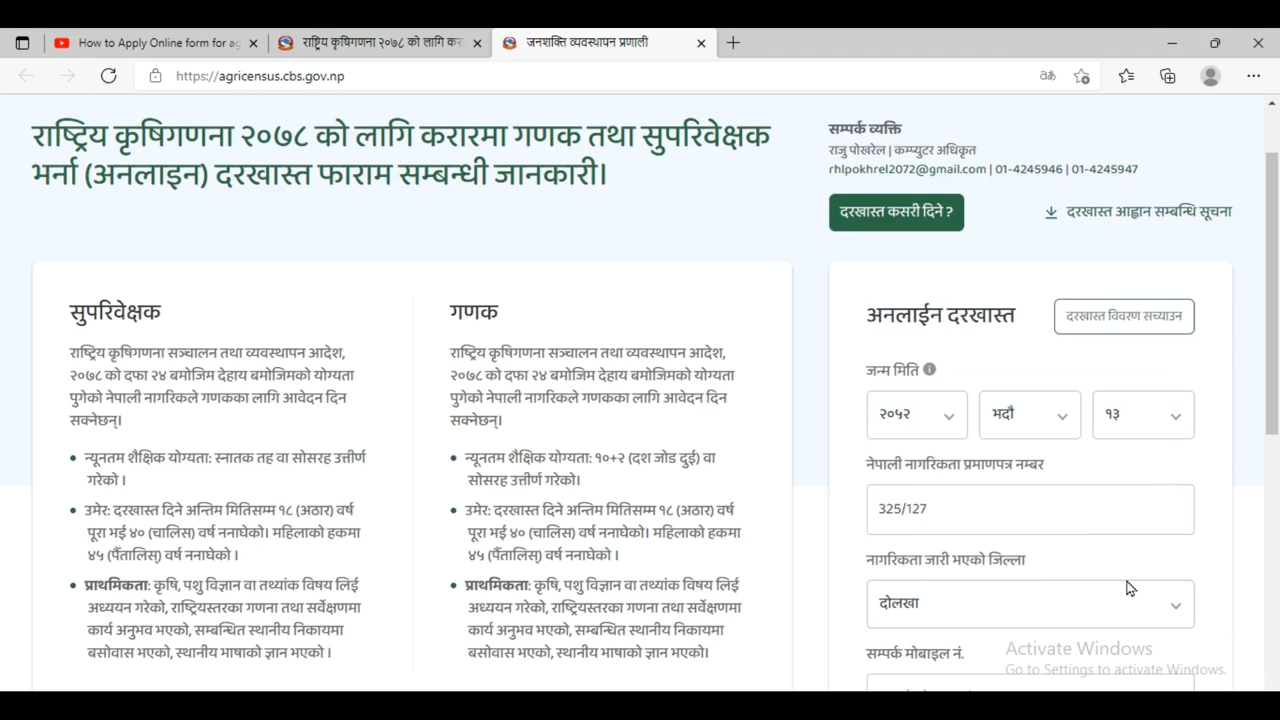 How to Apply Online form for ag
राष्ट्रिय कृषिगणना २०७८ को लागि कर
जनशक्ति व्यवस्थापन प्रणाली
https://agricensus.cbs.gov.np
राष्ट्रिय कृषिगणना २०७८ को लागि करारमा गणक तथा सुपरिवेक्षक
भर्ना (अनलाइन) दरखास्त फाराम सम्बन्धी जानकारी।
सम्पर्क व्यक्ति
राजु पोखरेल | कम्प्युटर अधिकृत
rhlpokhrel2072@gmail.com | 01-4245946 | 01-4245947
दरखास्त कसरी दिने ?
दरखास्त आह्वान सम्बन्धि सूचना
सुपरिवेक्षक
राष्ट्रिय कृषिगणना सञ्चालन तथा व्यवस्थापन आदेश,
२०७८ को दफा २४ बमोजिम देहाय बमोजिमको योग्यता
पुगेको नेपाली नागरिकले गणकका लागि आवेदन दिन
सक्नेछन्।
न्यूनतम शैक्षिक योग्यता: स्नातक तह वा सोसरह उत्तीर्ण
गरेको ।
उमेर: दरखास्त दिने अन्तिम मितिसम्म १८ (अठार) वर्ष
पूरा भई ४० (चालिस) वर्ष ननाघेको। महिलाको हकमा
४५ (पैँतालिस) वर्ष ननाघेको ।
प्राथमिकता: कृषि, पशु विज्ञान वा तथ्यांक विषय लिई
अध्ययन गरेको, राष्ट्रियस्तरका गणना तथा सर्वेक्षणमा
कार्य अनुभव भएको, सम्बन्धित स्थानीय निकायमा
बसोवास भएको, स्थानीय भाषाको ज्ञान भएको ।
गणक
राष्ट्रिय कृषिगणना सञ्चालन तथा व्यवस्थापन आदेश,
२०७८ को दफा २४ बमोजिम देहाय बमोजिमको योग्यता
पुगेको नेपाली नागरिकले गणकका लागि आवेदन दिन
सक्नेछन्।
न्यूनतम शैक्षिक योग्यता: १०+२ (दश जोड दुई) वा
सोसरह उत्तीर्ण गरेको।
उमेर: दरखास्त दिने अन्तिम मितिसम्म १८ (अठार) वर्ष
पूरा भई ४० (चालिस) वर्ष ननाघेको। महिलाको हकमा
४५ (पैँतालिस) वर्ष ननाघेको ।
प्राथमिकता: कृषि, पशु विज्ञान वा तथ्यांक विषय लिई
अध्ययन गरेको, राष्ट्रियस्तरका गणना तथा सर्वेक्षणमा
कार्य अनुभव भएको, सम्बन्धित स्थानीय निकायमा
बसोवास भएको, स्थानीय भाषाको ज्ञान भएको।
अनलाईन दरखास्त
दरखास्त विवरण सच्याउन
जन्म मिति
२०५२
भदौ
१३
नेपाली नागरिकता प्रमाणपत्र नम्बर
325/127
नागरिकता जारी भएको जिल्ला
दोलखा
सम्पर्क मोबाइल नं.
Activate Windows
Go to Settings to activate Windows.